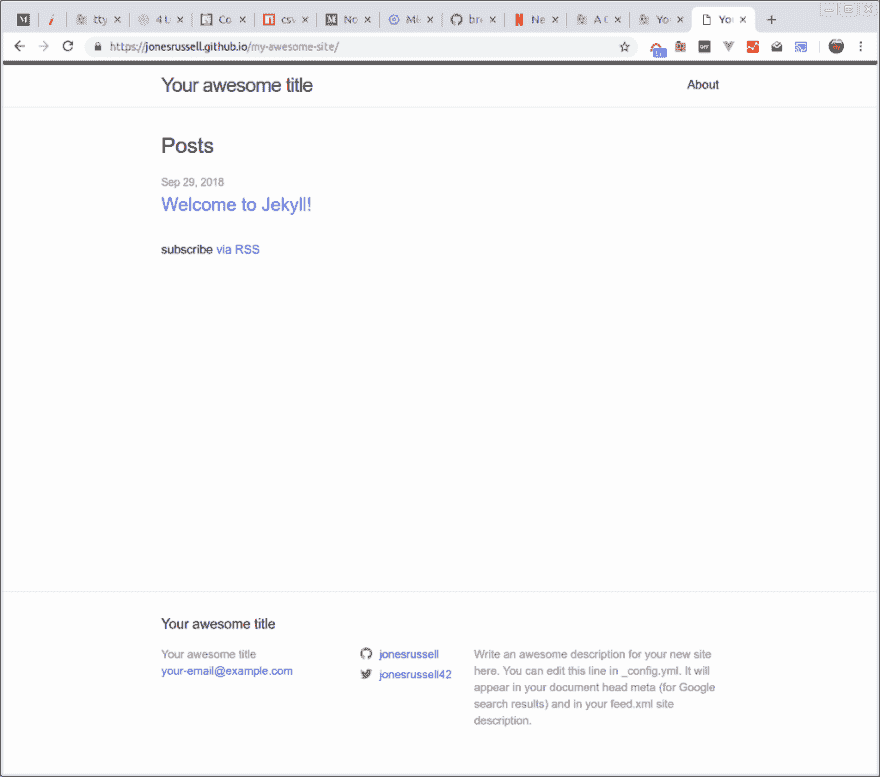 tty
4 U
Co
csv
No
Mi
bre
Ne
A C
Yo
You
https://jonesrussell.github.io/my-awesome-site/
Your awesome title
About
Posts
Sep 29, 2018
Welcome to Jekyll!
subscribe via RSS
Your awesome title
Your awesome title
your-email@example.com
jonesrussell
jonesrussell42
Write an awesome description for your new site
here. You can edit this line in _config.yml. It will
appear in your document head meta (for Google
search results) and in your feed.xml site
description.